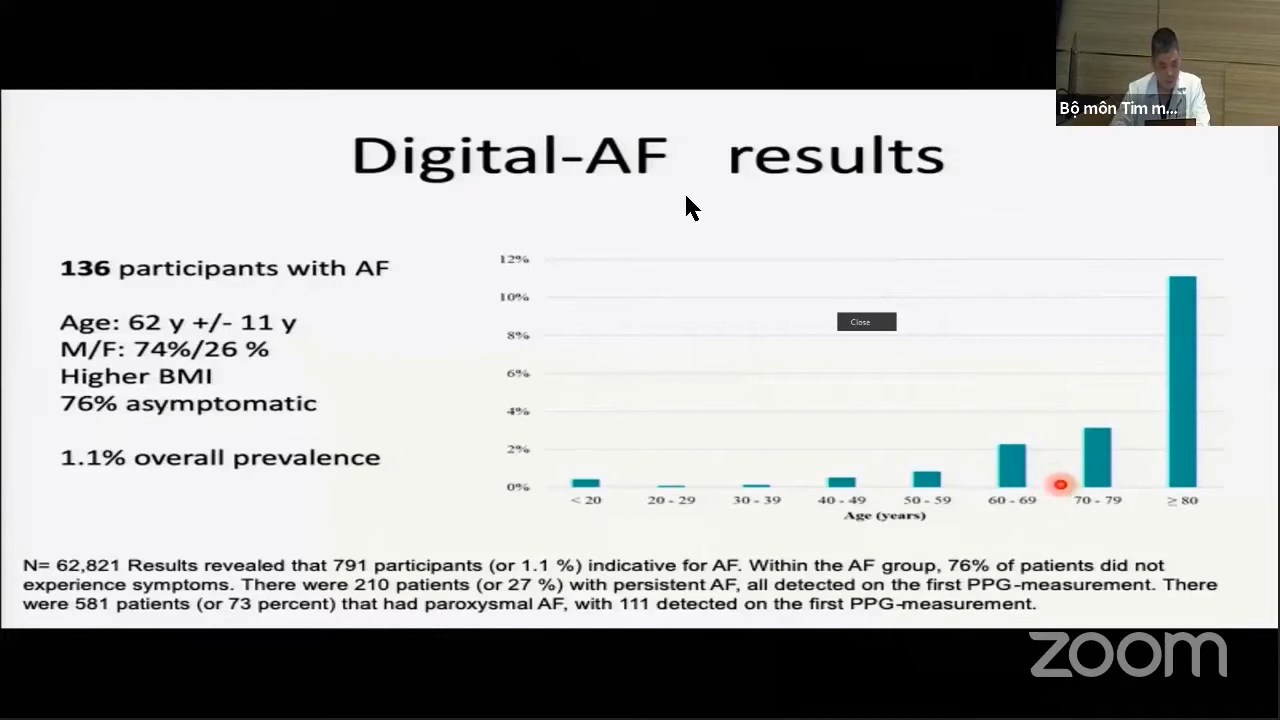 Bộ môn Tim m...
Digital-AF results
136 participants with AF
Age: 62 y +/- 11 y
M/F: 74%/26 %
Higher BMI
76% asymptomatic
1.1% overall prevalence
12%
10%
8%
6%
4%
2%
0%
Close
< 20 20 - 29 30 - 39 40 - 49 50 - 59 60 - 69 70 - 79 ≥ 80
Age (years)
N= 62,821 Results revealed that 791 participants (or 1.1 %) indicative for AF. Within the AF group, 76% of patients did not
experience symptoms. There were 210 patients (or 27 %) with persistent AF, all detected on the first PPG-measurement. There
were 581 patients (or 73 percent) that had paroxysmal AF, with 111 detected on the first PPG-measurement.
zoom